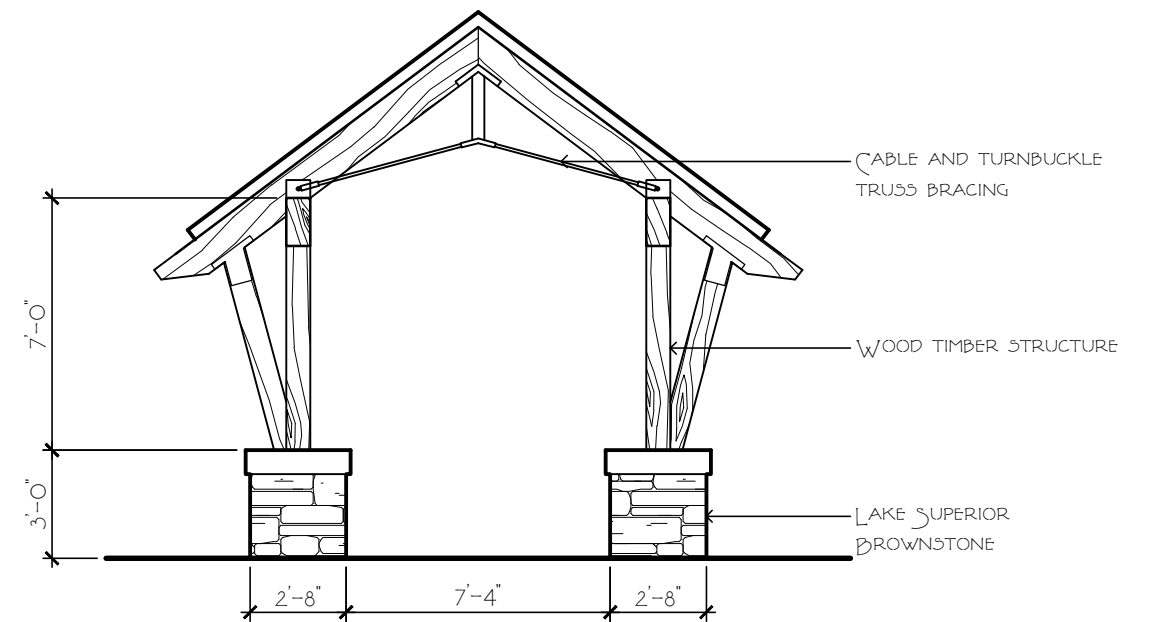 CABLE AND TURNBUCKLE
TRUSS BRACING
7'-0"
WOOD TIMBER STRUCTURE
3'-0"
LAKE SUPERIOR
BROWNSTONE
2'-8"
7'-4"
2'-8"